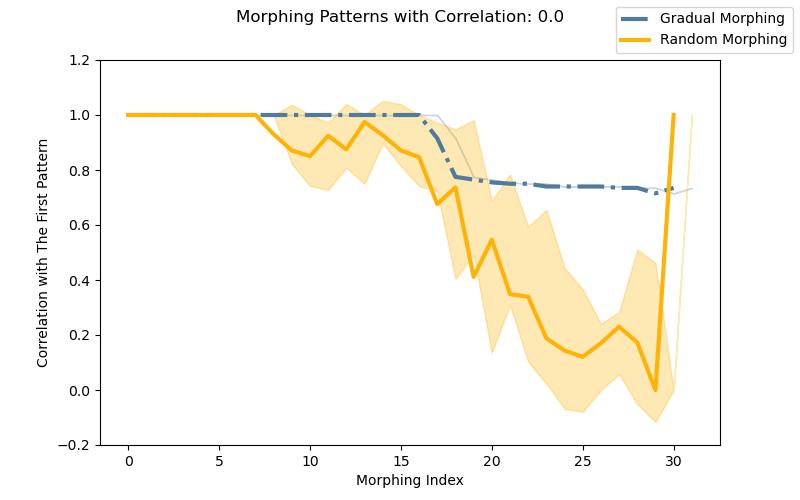 Morphing Patterns with Correlation: 0.0
Gradual Morphing
Random Morphing
1.2
1.0
0.8
0.6
0.4
0.2
0.0
−0.2
Correlation with The First Pattern
0 5 10 15 20 25 30
Morphing Index